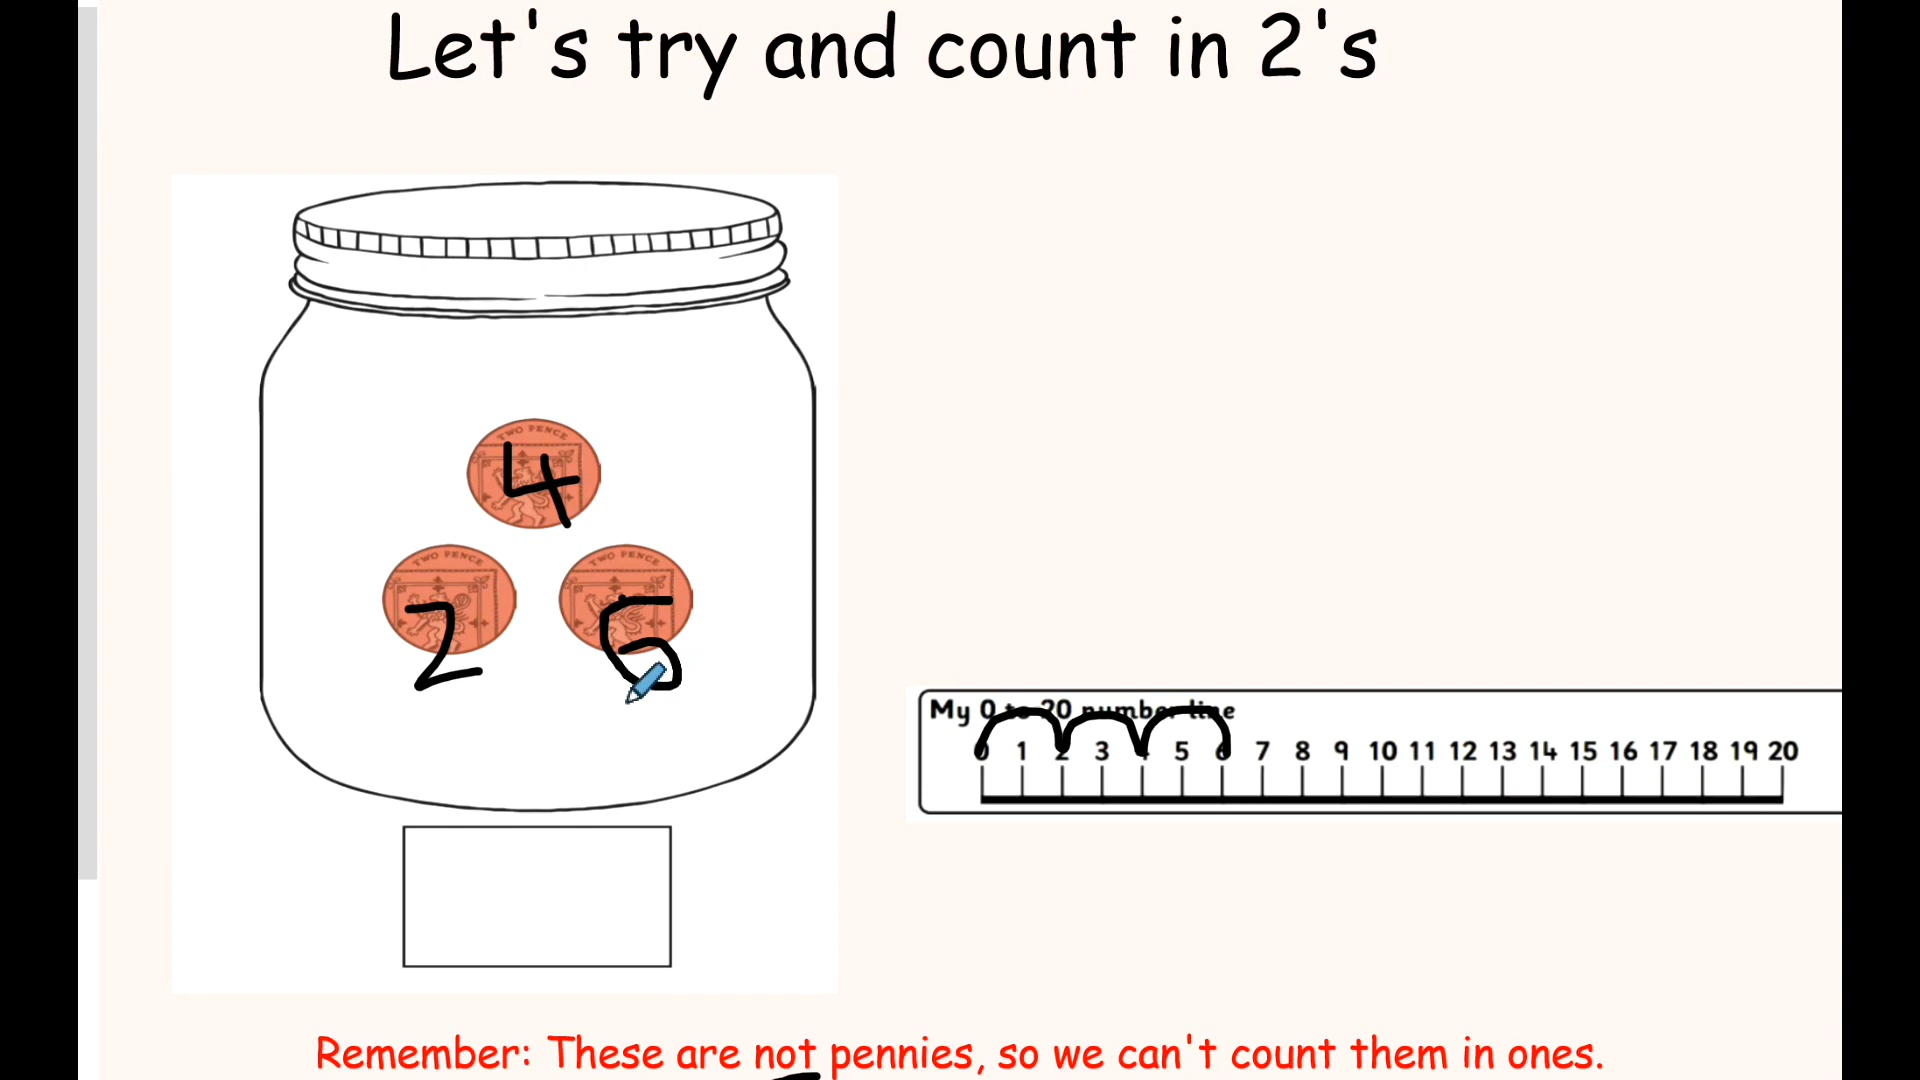 Let's try and count in 2's
TWO PENCE
4
TWO PENCE
TWO PENCE
2 6
My 0 to 20 number line
0 1 2 3 4 5 6 7 8 9 10 11 12 13 14 15 16 17 18 19 20
Remember: These are not pennies, so we can't count them in ones.